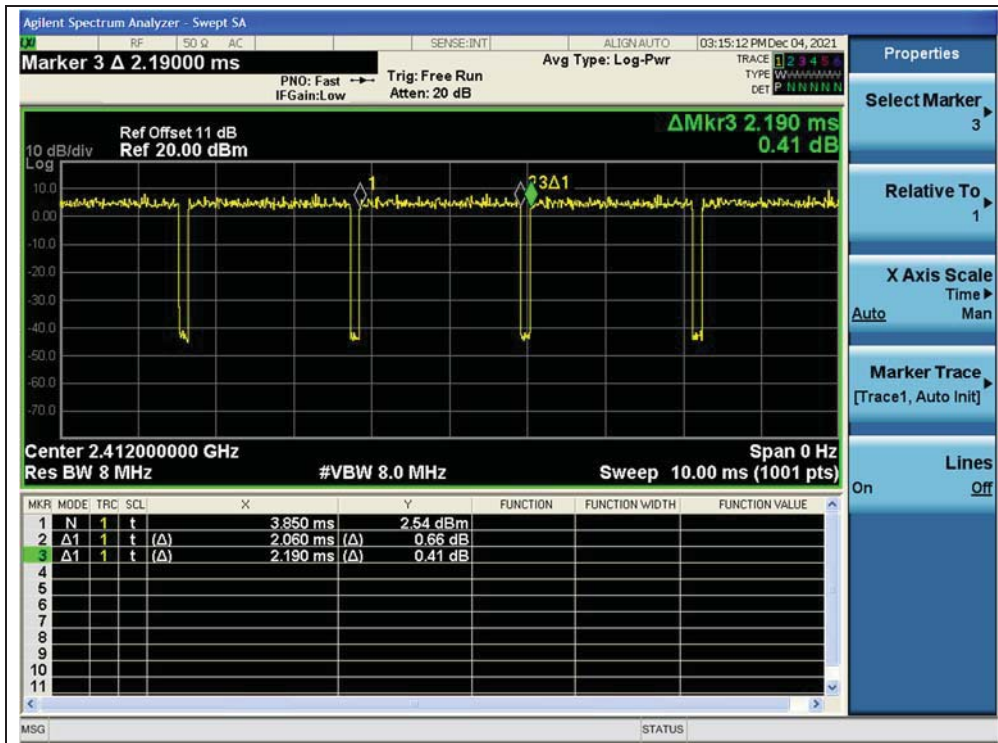 Agilent Spectrum Analyzer - Swept SA
LXI RF 50 Ω AC SENSE:INT ALIGN AUTO 03:15:12 PM Dec 04, 2021
Marker 3 Δ 2.19000 ms
PNO: Fast
IFGain:Low
Trig: Free Run
Atten: 20 dB
Avg Type: Log-Pwr
TRACE 1 2 3 4 5 6
TYPE W
DET P N N N N N
Ref Offset 11 dB
10 dB/div Ref 20.00 dBm
Log
ΔMkr3 2.190 ms
0.41 dB
10.0
0.00
-10.0
-20.0
-30.0
-40.0
-50.0
-60.0
-70.0
1
3Δ1
Center 2.412000000 GHz Span 0 Hz
Res BW 8 MHz #VBW 8.0 MHz Sweep 10.00 ms (1001 pts)
MKR MODE TRC SCL X Y FUNCTION FUNCTION WIDTH FUNCTION VALUE
1 N 1 t 3.850 ms 2.54 dBm
2 Δ1 1 t (Δ) 2.060 ms (Δ) 0.66 dB
3 Δ1 1 t (Δ) 2.190 ms (Δ) 0.41 dB
4
5
6
7
8
9
10
11
MSG STATUS
Properties
Select Marker
3
Relative To
1
X Axis Scale
Time
Auto Man
Marker Trace
[Trace1, Auto Init]
Lines
On Off